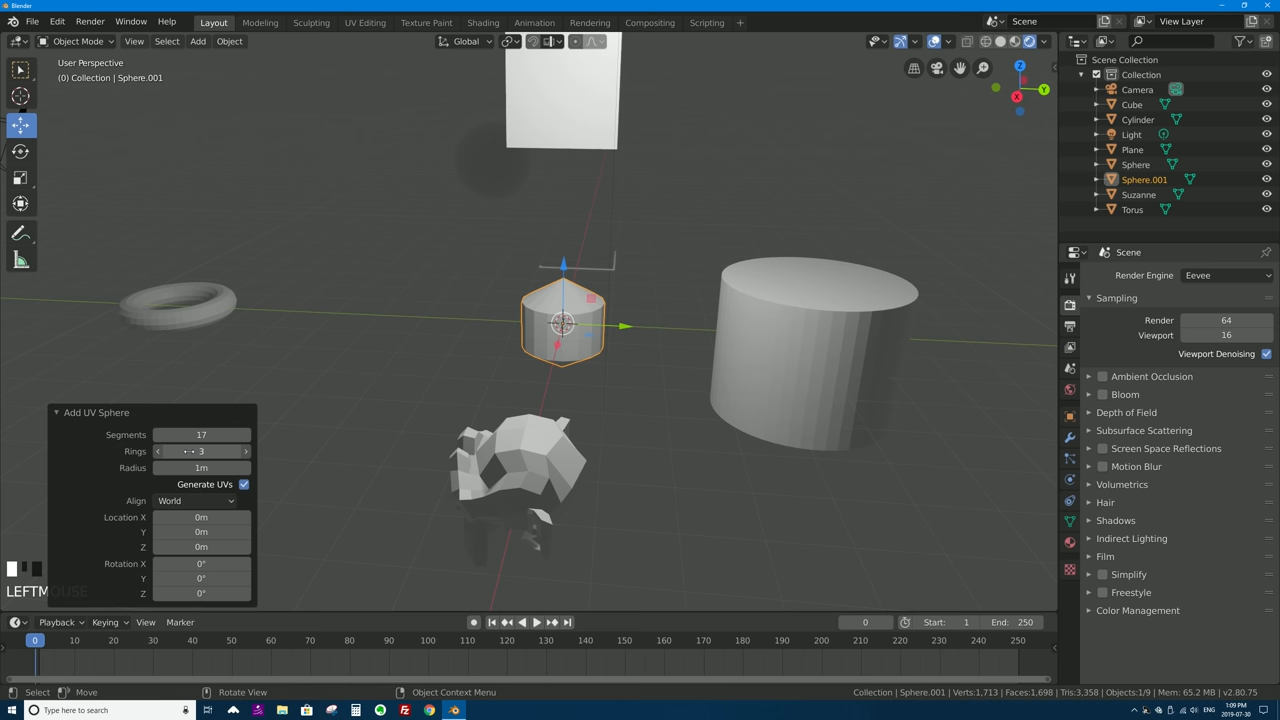 Blender
File Edit Render Window Help
Layout Modeling Sculpting UV Editing Texture Paint Shading Animation Rendering Compositing Scripting +
Scene
View Layer
Object Mode View Select Add Object
Global
User Perspective
(0) Collection | Sphere.001
Z
Y
X
Scene Collection
Collection
Camera
Cube
Cylinder
Light
Plane
Sphere
Sphere.001
Suzanne
Torus
Scene
Render Engine Eevee
Sampling
Render 64
Viewport 16
Viewport Denoising
Ambient Occlusion
Bloom
Depth of Field
Subsurface Scattering
Screen Space Reflections
Motion Blur
Volumetrics
Hair
Shadows
Indirect Lighting
Film
Simplify
Freestyle
Color Management
Add UV Sphere
Segments 17
Rings 3
Radius 1m
Generate UVs
Align World
Location X 0m
Y 0m
Z 0m
Rotation X 0°
Y 0°
Z 0°
LEFTMOUSE
Playback Keying View Marker
0 Start: 1 End: 250
0 10 20 30 40 50 60 70 80 90 100 110 120 130 140 150 160 170 180 190 200 210 220 230 240 250
Select Move Rotate View Object Context Menu
Collection | Sphere.001 | Verts:1,713 | Faces:1,698 | Tris:3,358 | Objects:1/9 | Mem: 65.2 MB | v2.80.75
Type here to search
ENG
1:09 PM
2019-07-30